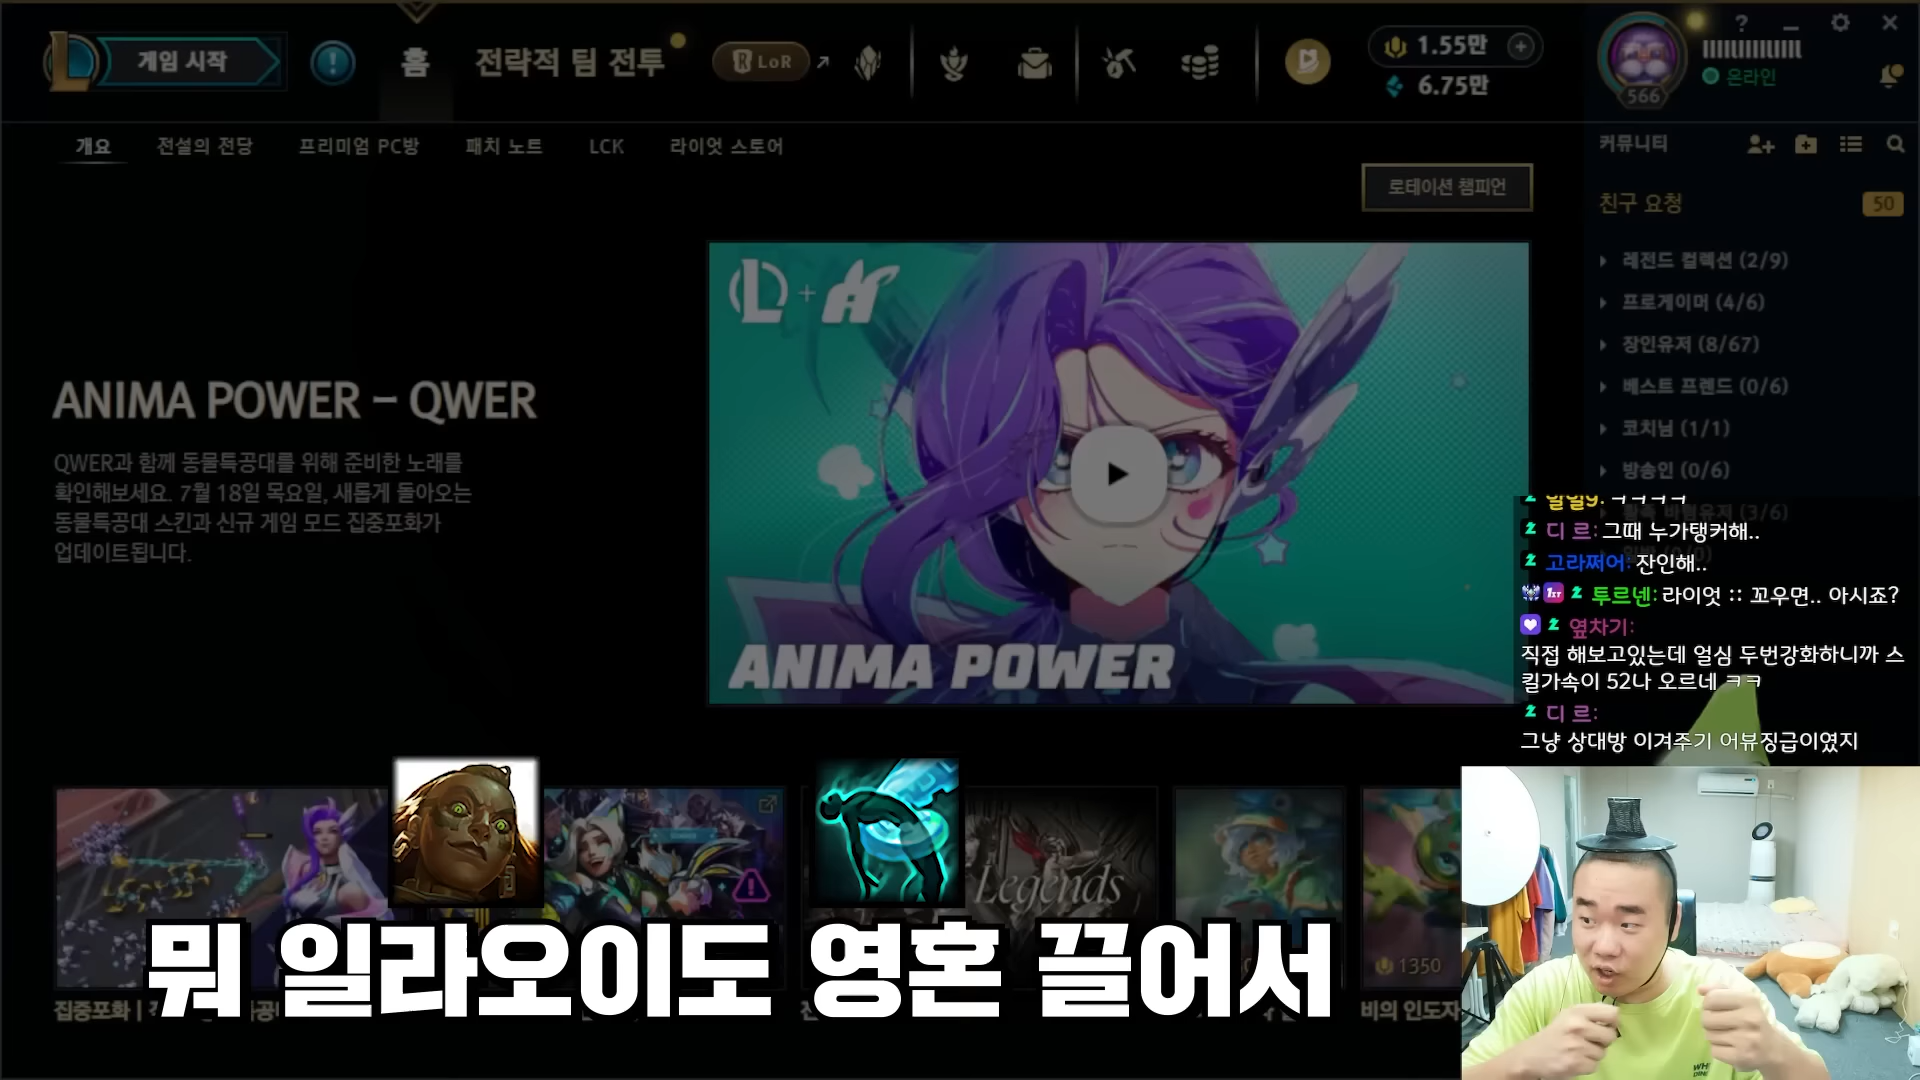 게임 시작
홈
전략적 팀 전투
LoR
1.55만
6.75만
566
온라인
개요
전설의 전당
프리미엄 PC방
패치 노트
LCK
라이엇 스토어
커뮤니티
로테이션 챔피언
친구 요청
50
레전드 컬렉션 (2/9)
프로게이머 (4/6)
장인유저 (8/67)
베스트 프렌드 (0/6)
코치님 (1/1)
방송인 (0/6)
ANIMA POWER – QWER
QWER과 함께 동물특공대를 위해 준비한 노래를
확인해보세요. 7월 18일 목요일, 새롭게 돌아오는
동물특공대 스킨과 신규 게임 모드 집중포화가
업데이트됩니다.
ANIMA POWER
디 르: 그때 누가탱커해..
고라쩌어: 잔인해..
투르넨: 라이엇 :: 꼬우면.. 아시죠?
옆차기:
직접 해보고있는데 얼심 두번강화하니까 스
킬가속이 52나 오르네 ㅋㅋ
디 르:
그냥 상대방 이겨주기 어뷰징급이였지
Legends
1350
뭐 일라오이도 영혼 끌어서
집중포화 |
비의 인도자